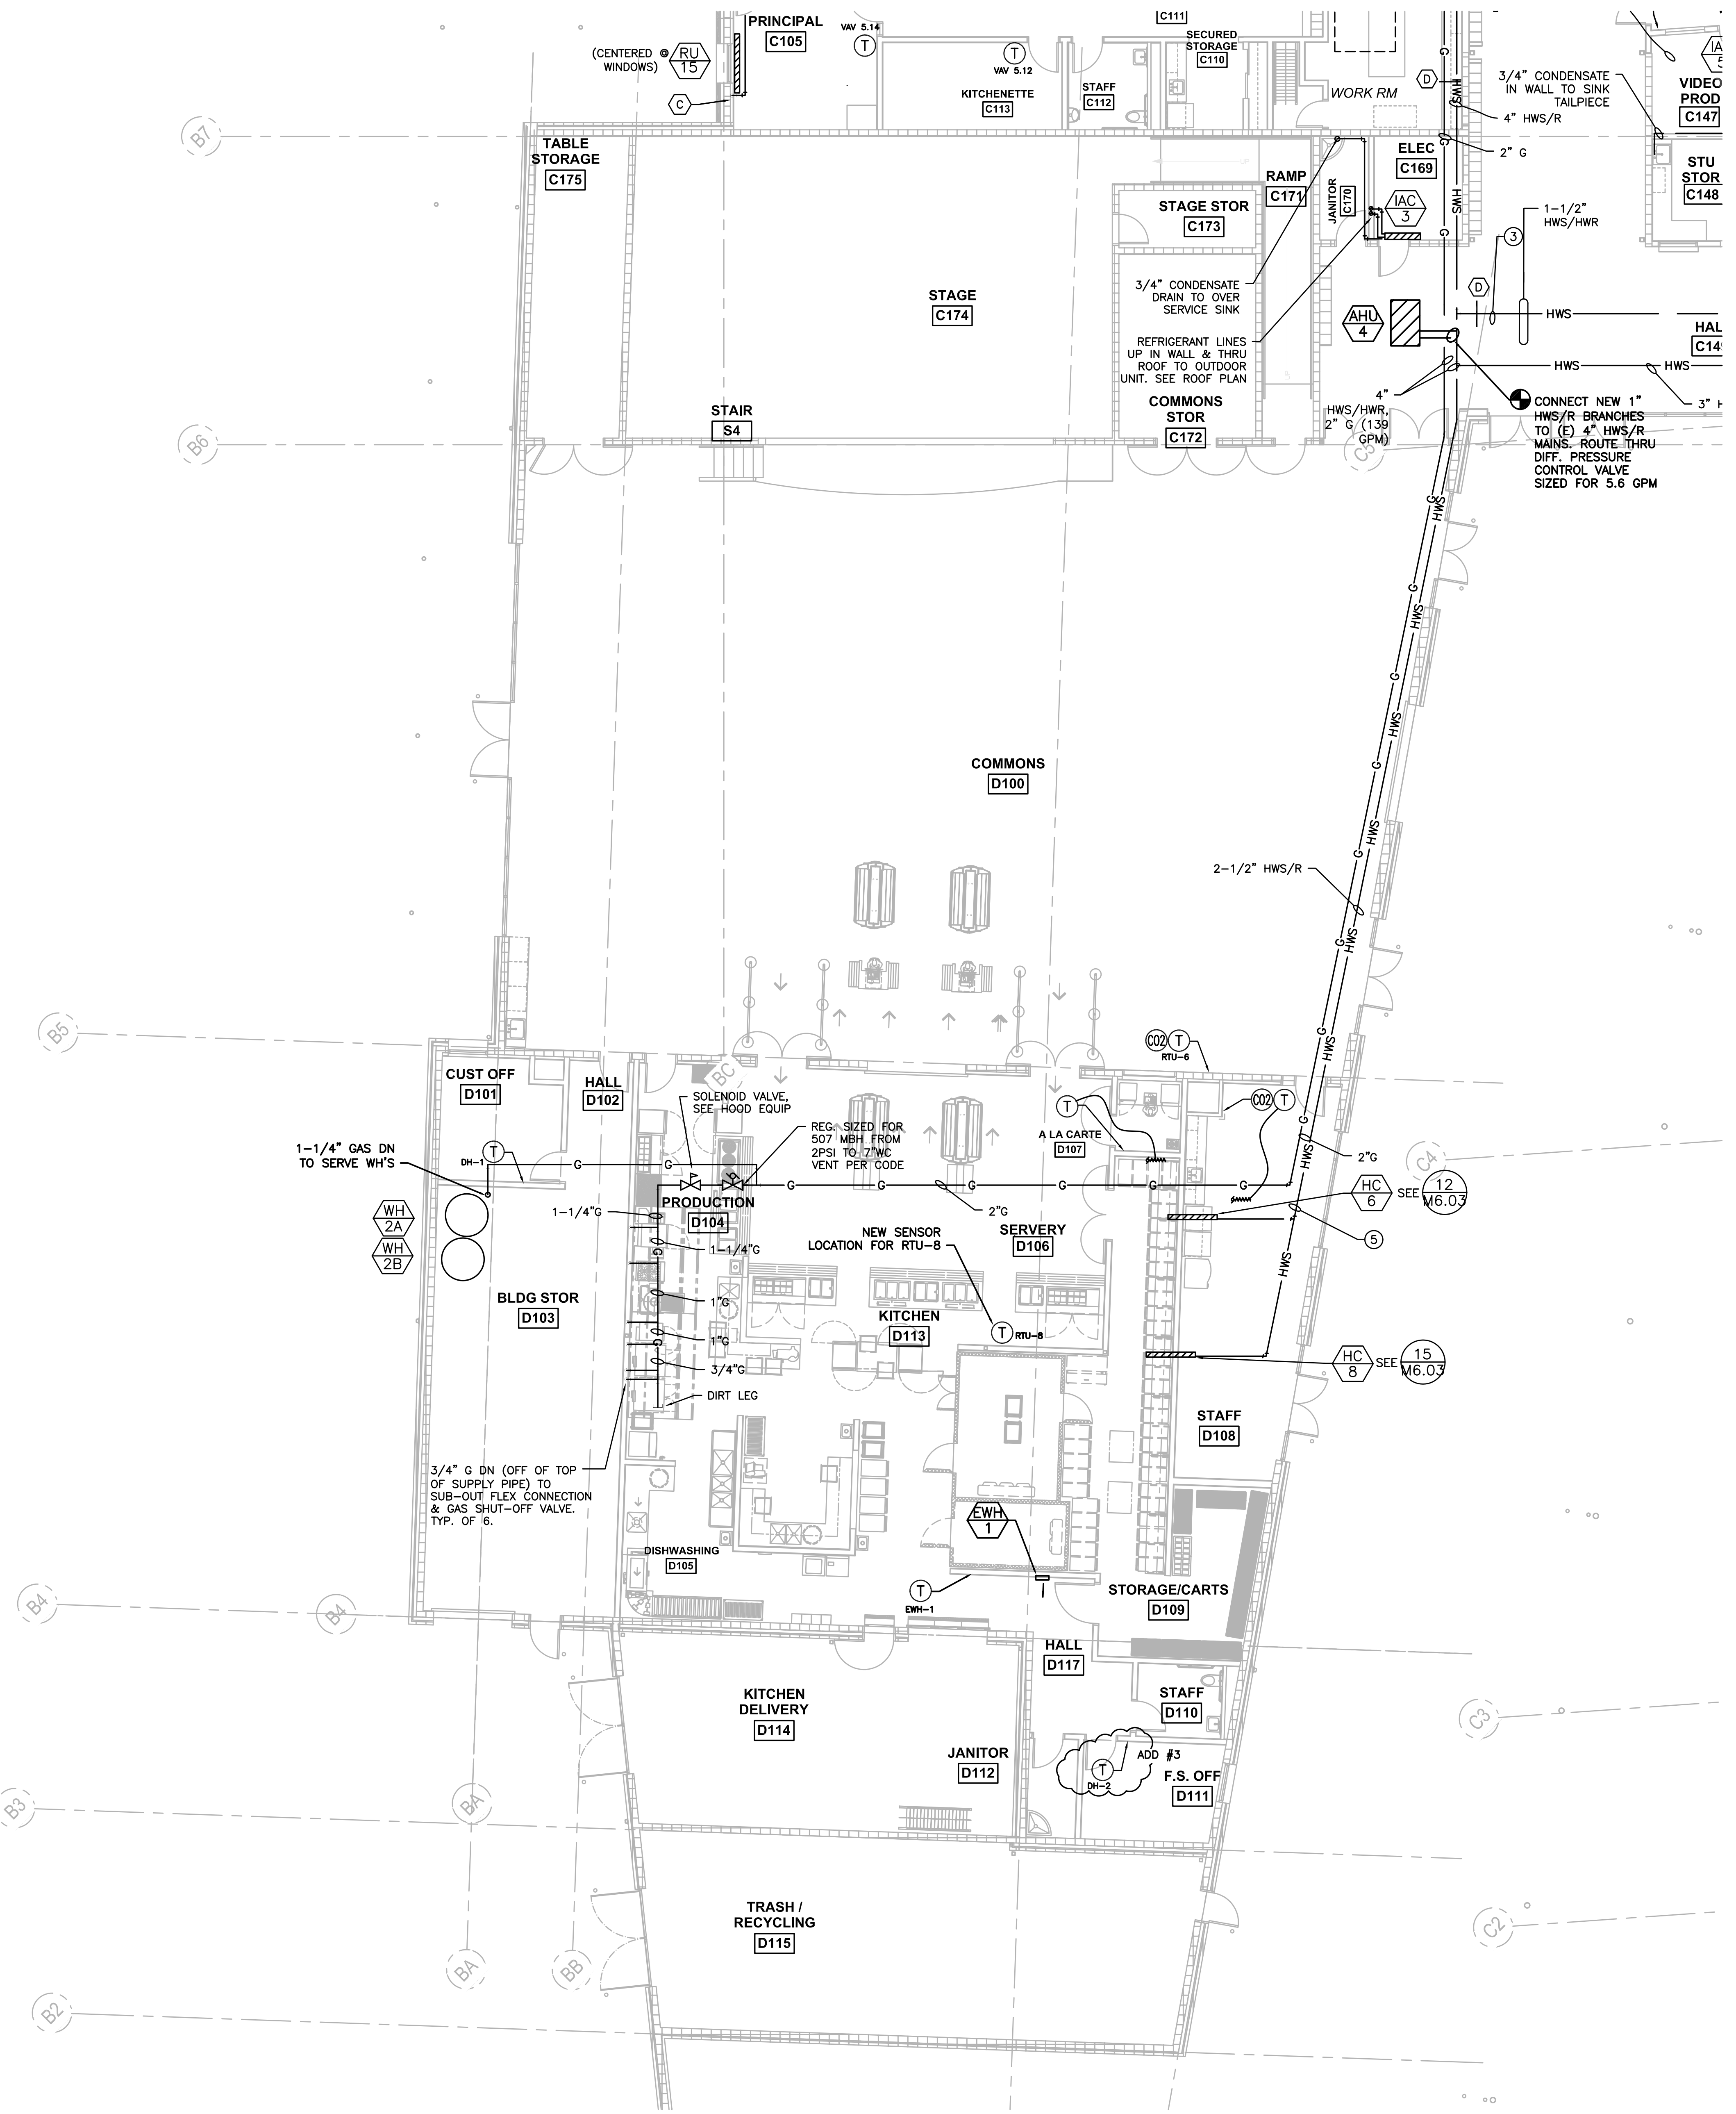 PRINCIPAL
C105
(CENTERED @
WINDOWS)
RU
15
C
VAV 5.14
T
T
VAV 5.12
KITCHENETTE
C113
STAFF
C112
C111
SECURED
STORAGE
C110
WORK RM
D
HWS
G
4" HWS/R
2" G
3/4" CONDENSATE
IN WALL TO SINK
TAILPIECE
VIDEO
PROD
C147
STU
STOR
C148
B7
TABLE
STORAGE
C175
RAMP
C171
STAGE STOR
C173
JANITOR
C170
ELEC
C169
IAC
3
HWS
G
1-1/2"
HWS/HWR
3
D
STAGE
C174
3/4" CONDENSATE
DRAIN TO OVER
SERVICE SINK
AHU
4
HWS
HWS
HWS
REFRIGERANT LINES
UP IN WALL & THRU
ROOF TO OUTDOOR
UNIT. SEE ROOF PLAN
COMMONS
STOR
C172
4"
HWS/HWR,
2" G (139
GPM)
CONNECT NEW 1"
HWS/R BRANCHES
TO (E) 4" HWS/R
MAINS. ROUTE THRU
DIFF. PRESSURE
CONTROL VALVE
SIZED FOR 5.6 GPM
B6
STAIR
S4
C5
G
HWS
G
HWS
G
HWS
G
HWS
COMMONS
D100
G
HWS
2-1/2" HWS/R
G
HWS
B5
G
HWS
CO2
T
RTU-6
CUST OFF
D101
HALL
D102
BC
SOLENOID VALVE,
SEE HOOD EQUIP
REG. SIZED FOR
507 MBH FROM
2PSI TO 7"WC
VENT PER CODE
T
CO2
T
A LA CARTE
D107
G
HWS
2"G
C4
1-1/4" GAS DN
TO SERVE WH'S
T
DH-1
G
G
G
G
G
G
G
G
2"G
PRODUCTION
D104
1-1/4"G
WH
2A
WH
2B
1-1/4"G
G
NEW SENSOR
LOCATION FOR RTU-8
SERVERY
D106
HC
6
SEE
12
M6.03
5
HWS
BLDG STOR
D103
1"G
1"G
G
3/4"G
DIRT LEG
KITCHEN
D113
T
RTU-8
HC
8
SEE
15
M6.03
STAFF
D108
3/4" G DN (OFF OF TOP
OF SUPPLY PIPE) TO
SUB-OUT FLEX CONNECTION
& GAS SHUT-OFF VALVE.
TYP. OF 6.
EWH
1
DISHWASHING
D105
T
EWH-1
STORAGE/CARTS
D109
B4
B4
HALL
D117
KITCHEN
DELIVERY
D114
STAFF
D110
C3
JANITOR
D112
ADD #3
T
DH-2
F.S. OFF
D111
B3
BA
TRASH /
RECYCLING
D115
C2
BA
BB
B2